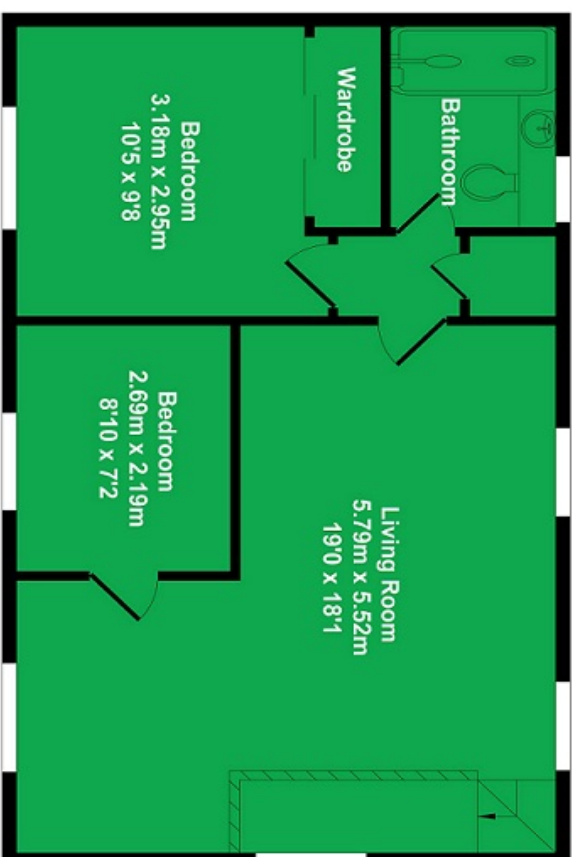 Wardrobe
Bathroom
Bedroom
3.18m x 2.95m
10'5 x 9'8
Bedroom
2.69m x 2.19m
8'10 x 7'2
Living Room
5.79m x 5.52m
19'0 x 18'1